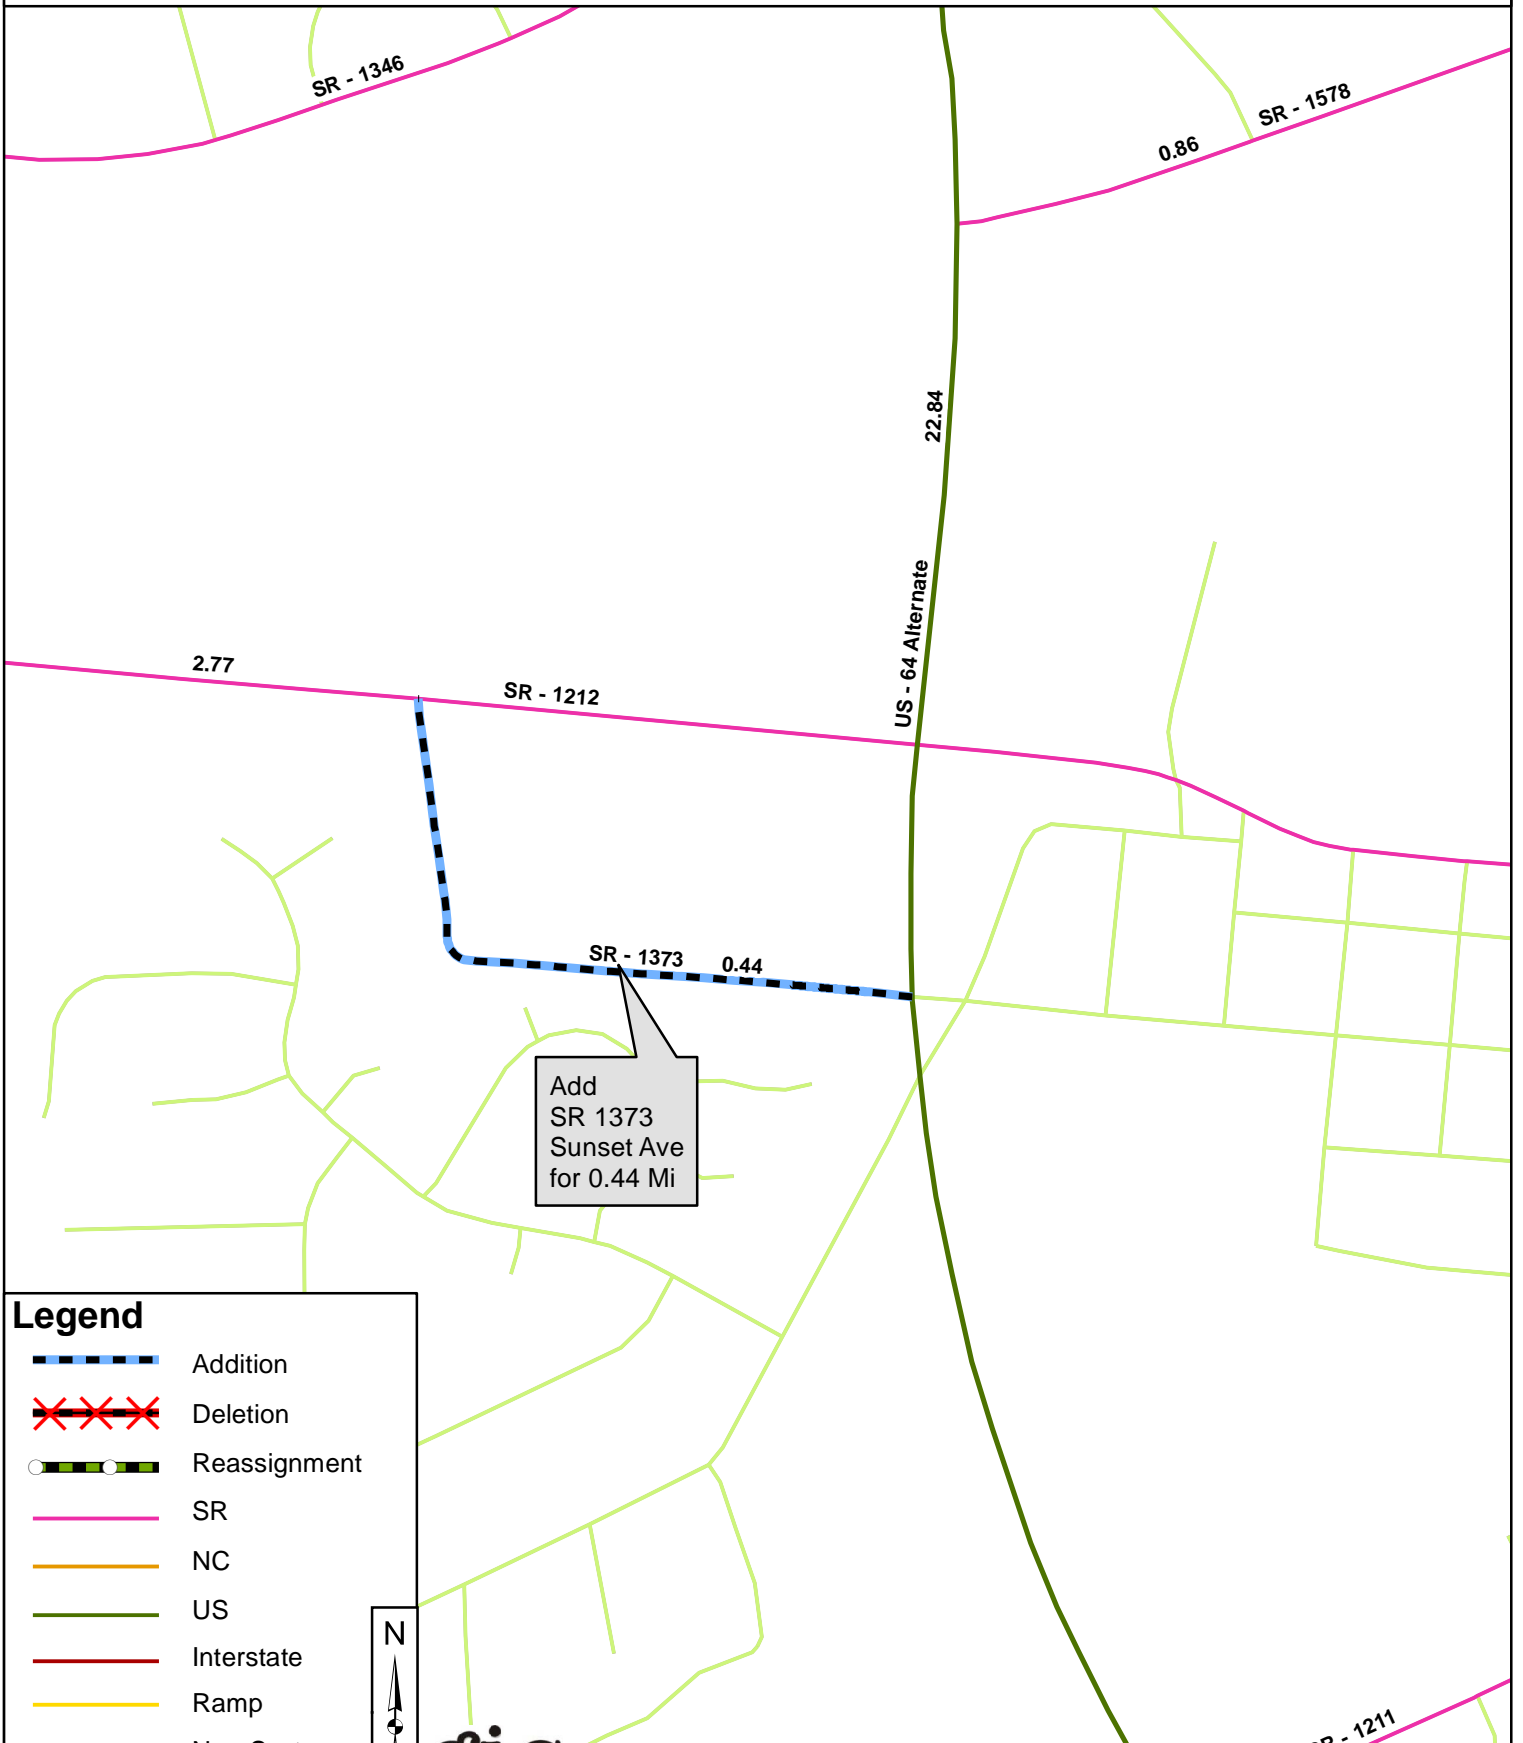 SR - 1346
SR - 1578
0.86
22.84
US - 64 Alternate
2.77
SR - 1212
SR - 1373
0.44
Add
SR 1373
Sunset Ave
for 0.44 Mi
Legend
Addition
Deletion
Reassignment
SR
NC
US
Interstate
Ramp
N
- 1211